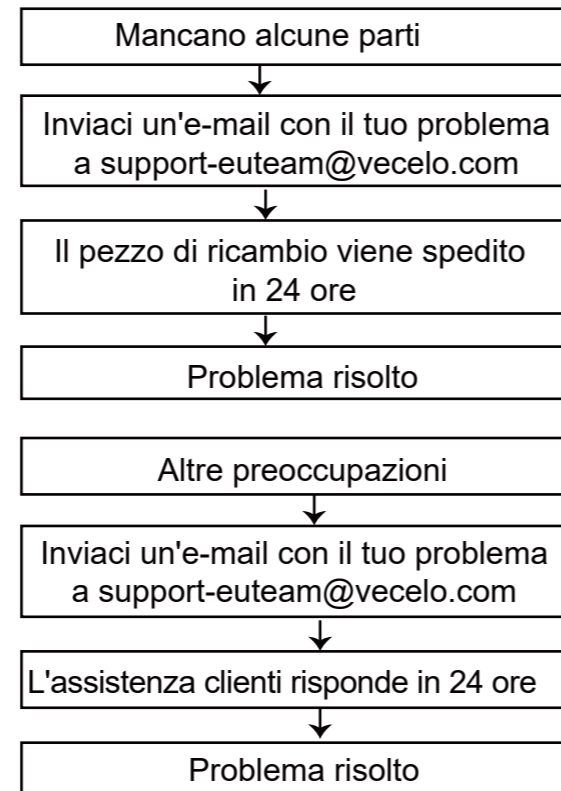 Mancano alcune parti
Inviaci un'e-mail con il tuo problema
a support-euteam@vecelo.com
Il pezzo di ricambio viene spedito
in 24 ore
Problema risolto
Altre preoccupazioni
Inviaci un'e-mail con il tuo problema
a support-euteam@vecelo.com
L'assistenza clienti risponde in 24 ore
Problema risolto